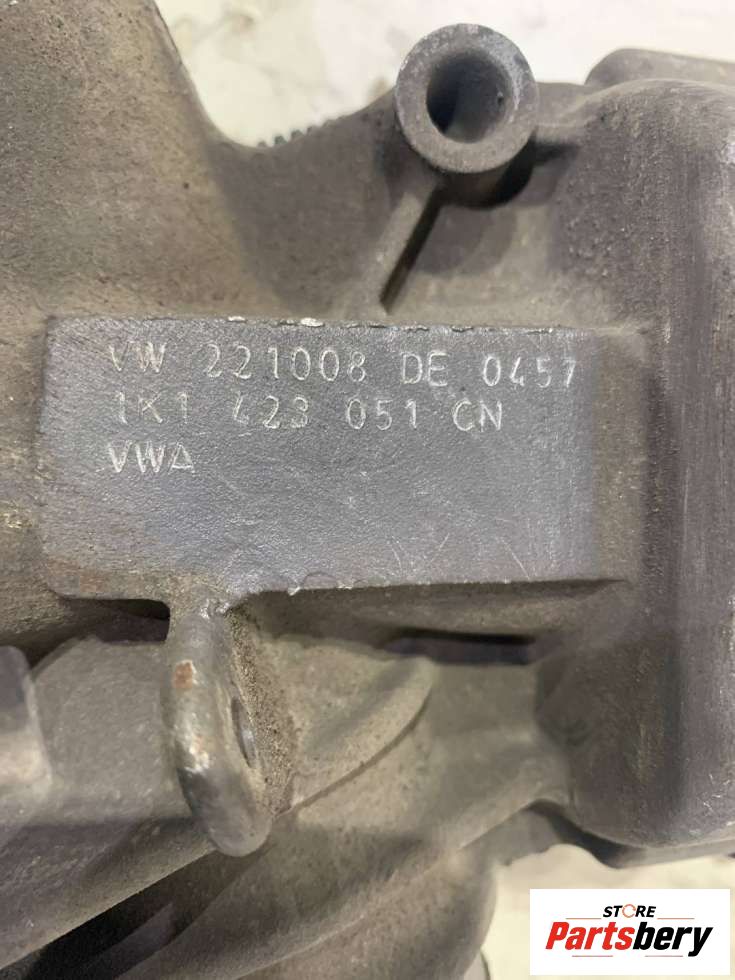 VW 221008 DE 0457
1K1 423 051 CN
VWA
STORE
Partsbery